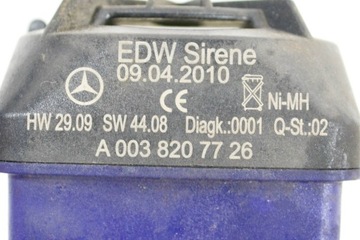 EDW Sirene
09.04.2010
CE Ni-MH
HW 29.09 SW 44.08 Diagk.:0001 Q-St.:02
A 003 820 77 26